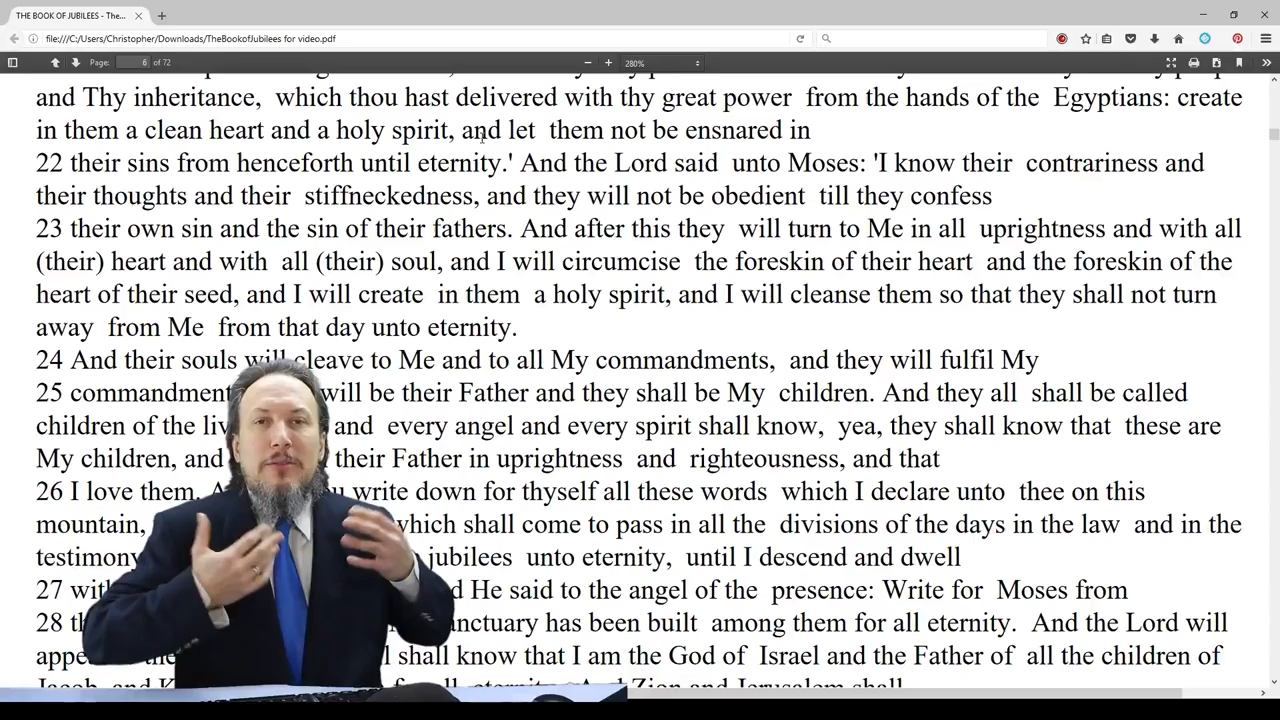 THE BOOK OF JUBILEES - The...
file:///C:/Users/Christopher/Downloads/TheBookofJubilees for video.pdf
Page: 6 of 72 280%
and Thy inheritance, which thou hast delivered with thy great power from the hands of the Egyptians: create
in them a clean heart and a holy spirit, and let them not be ensnared in
22 their sins from henceforth until eternity.' And the Lord said unto Moses: 'I know their contrariness and
their thoughts and their stiffneckedness, and they will not be obedient till they confess
23 their own sin and the sin of their fathers. And after this they will turn to Me in all uprightness and with all
(their) heart and with all (their) soul, and I will circumcise the foreskin of their heart and the foreskin of the
heart of their seed, and I will create in them a holy spirit, and I will cleanse them so that they shall not turn
away from Me from that day unto eternity.
24 And their souls will cleave to Me and to all My commandments, and they will fulfil My
25 commandment will be their Father and they shall be My children. And they all shall be called
children of the and every angel and every spirit shall know, yea, they shall know that these are
My children, and their Father in uprightness and righteousness, and that
26 I love them. write down for thyself all these words which I declare unto thee on this
mountain, which shall come to pass in all the divisions of the days in the law and in the
testimony jubilees unto eternity, until I descend and dwell
27 with He said to the angel of the presence: Write for Moses from
28 sanctuary has been built among them for all eternity. And the Lord will
shall know that I am the God of Israel and the Father of all the children of
Jacob, and for all eternity. And Zion and Jerusalem shall